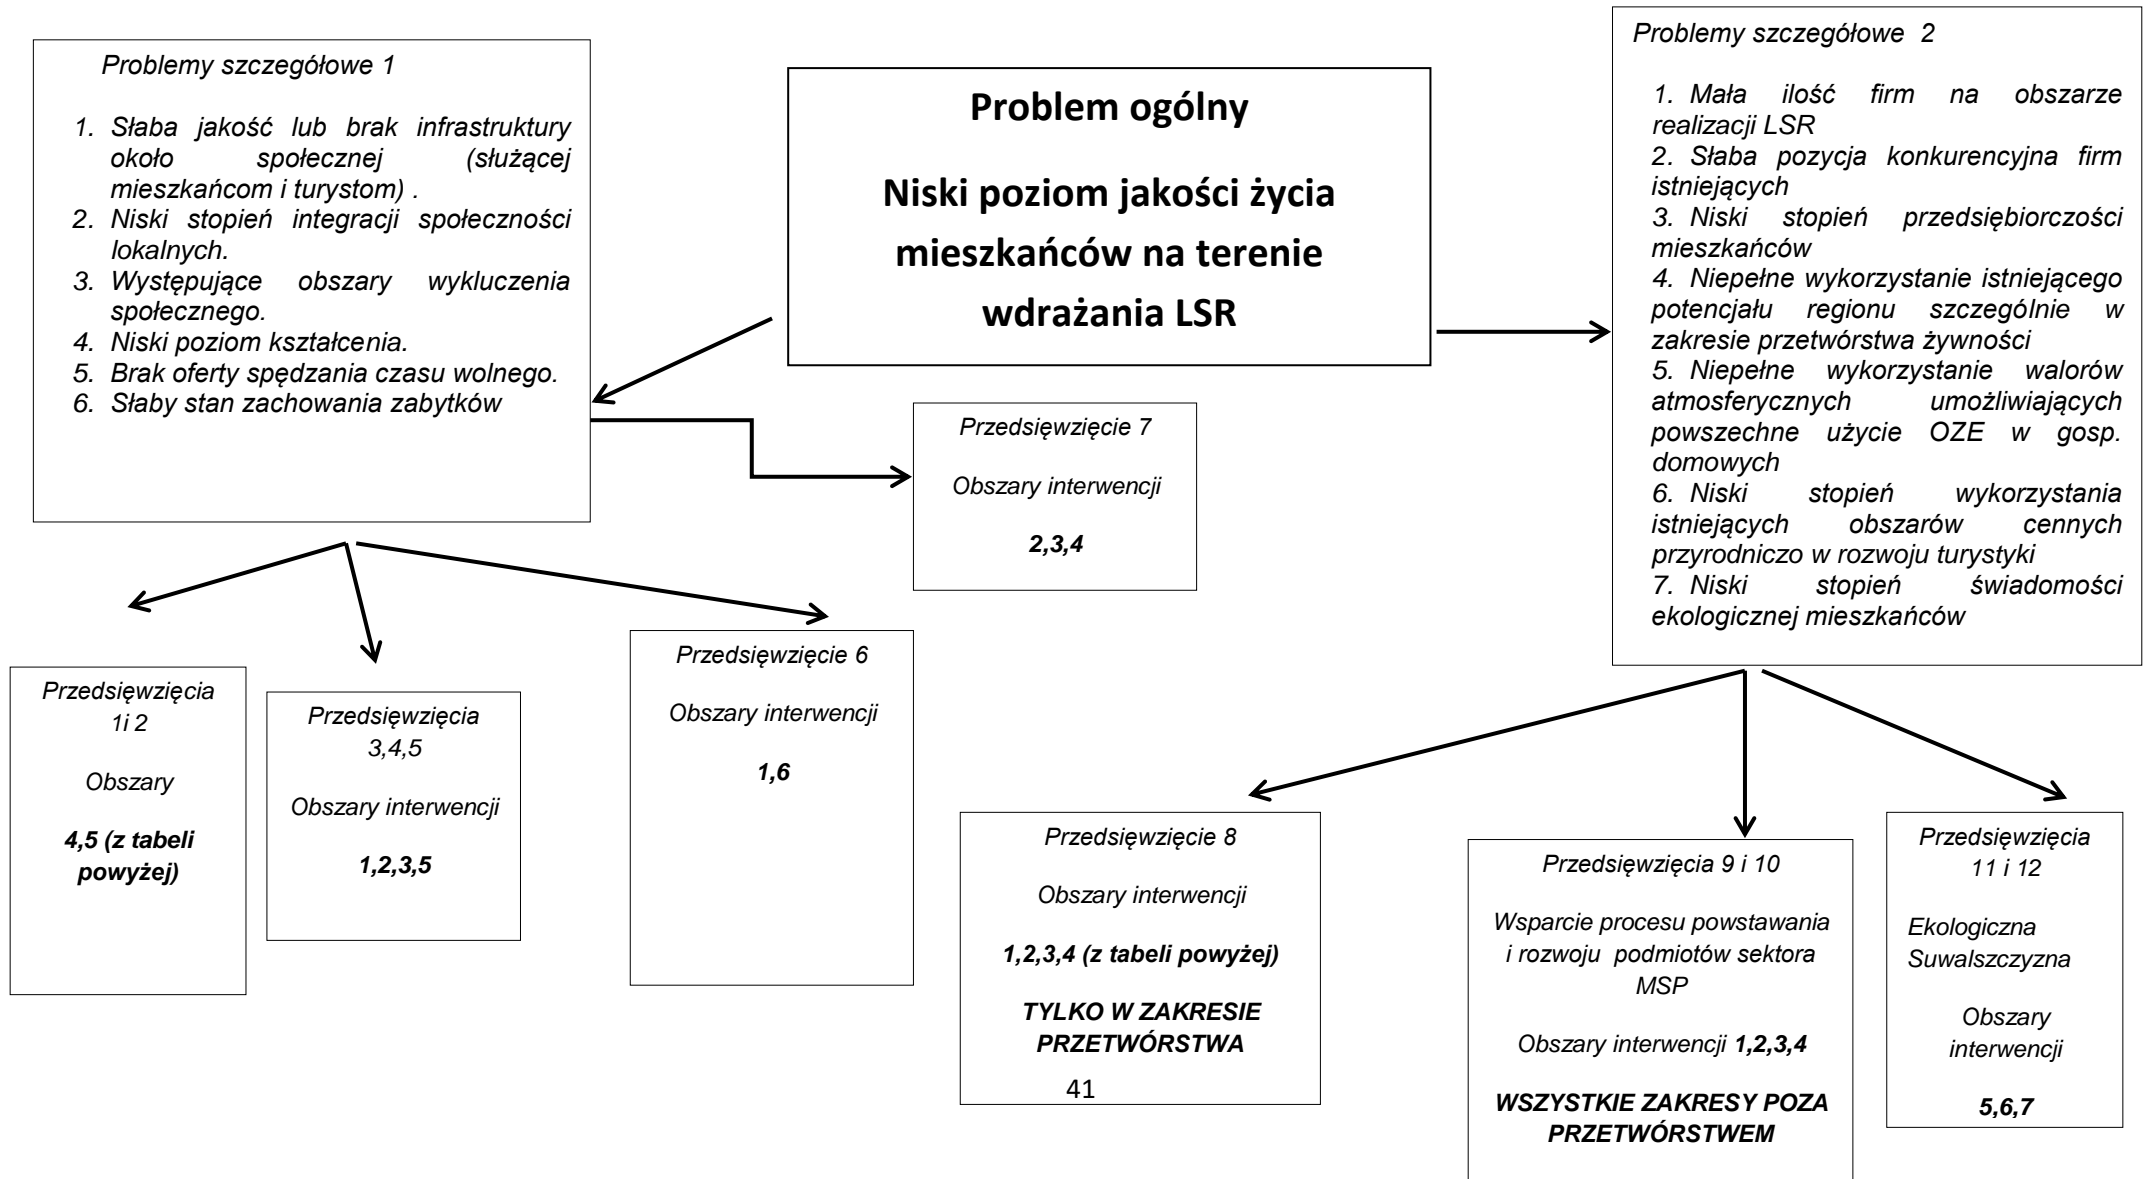 Problemy szczegółowe 1
1. Słaba jakość lub brak infrastruktury
około społecznej (służącej
mieszkańcom i turystom) .
2. Niski stopień integracji społeczności
lokalnych.
3. Występujące obszary wykluczenia
społecznego.
4. Niski poziom kształcenia.
5. Brak oferty spędzania czasu wolnego.
6. Słaby stan zachowania zabytków
Problem ogólny
Niski poziom jakości życia
mieszkańców na terenie
wdrażania LSR
Problemy szczegółowe 2
1. Mała ilość firm na obszarze
realizacji LSR
2. Słaba pozycja konkurencyjna firm
istniejących
3. Niski stopień przedsiębiorczości
mieszkańców
4. Niepełne wykorzystanie istniejącego
potencjału regionu szczególnie w
zakresie przetwórstwa żywności
5. Niepełne wykorzystanie walorów
atmosferycznych umożliwiających
powszechne użycie OZE w gosp.
domowych
6. Niski stopień wykorzystania
istniejących obszarów cennych
przyrodniczo w rozwoju turystyki
7. Niski stopień świadomości
ekologicznej mieszkańców
Przedsięwzięcie 7
Obszary interwencji
2,3,4
Przedsięwzięcia
1i 2
Obszary
4,5 (z tabeli
powyżej)
Przedsięwzięcia
3,4,5
Obszary interwencji
1,2,3,5
Przedsięwzięcie 6
Obszary interwencji
1,6
Przedsięwzięcie 8
Obszary interwencji
1,2,3,4 (z tabeli powyżej)
TYLKO W ZAKRESIE
PRZETWÓRSTWA
41
Przedsięwzięcia 9 i 10
Wsparcie procesu powstawania
i rozwoju podmiotów sektora
MSP
Obszary interwencji 1,2,3,4
WSZYSTKIE ZAKRESY POZA
PRZETWÓRSTWEM
Przedsięwzięcia
11 i 12
Ekologiczna
Suwalszczyzna
Obszary
interwencji
5,6,7